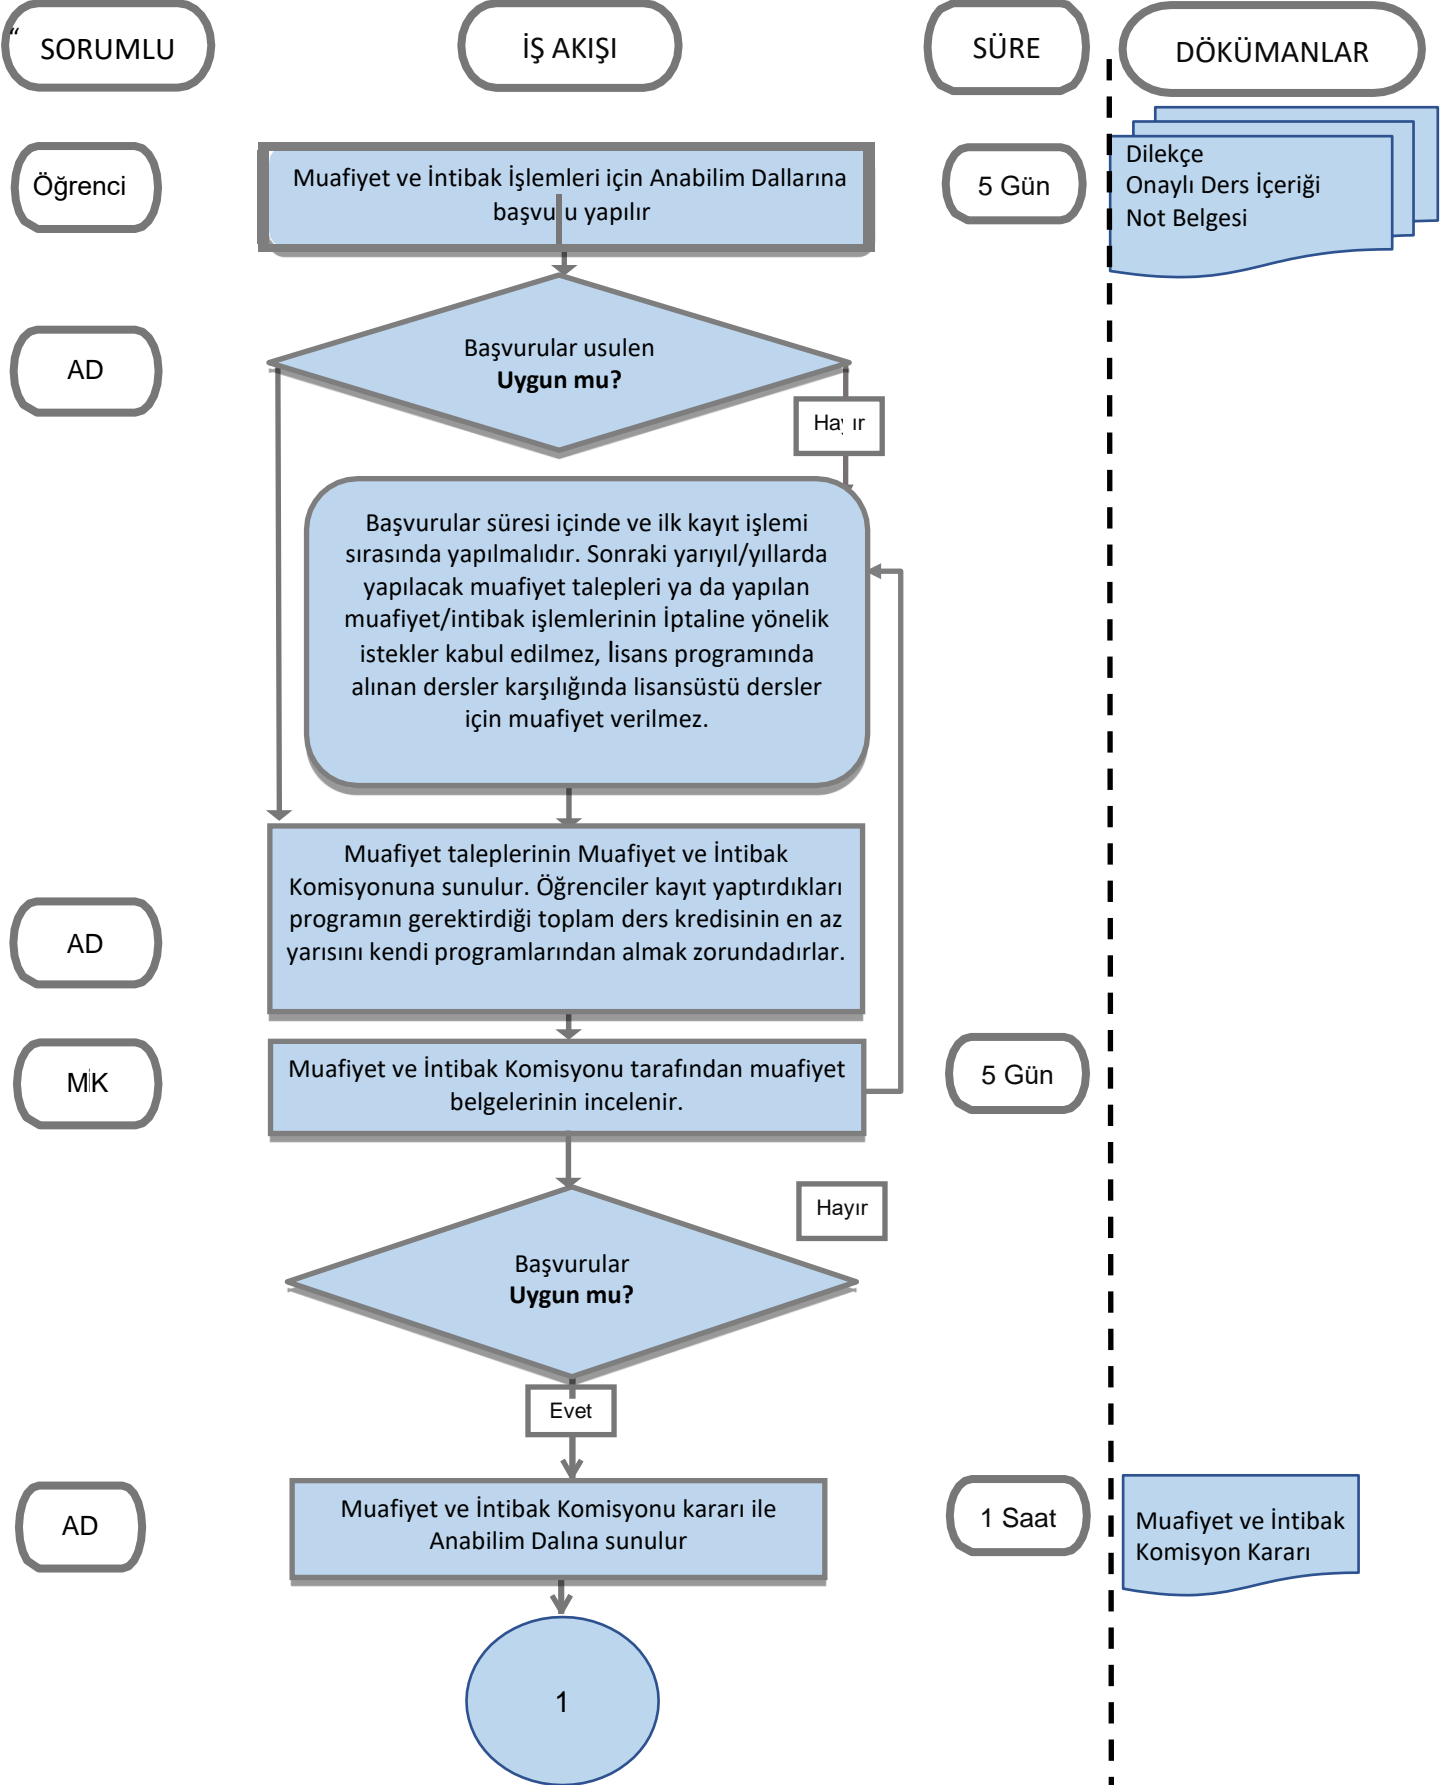 “
SORUMLU
İŞ AKIŞI
SÜRE
DÖKÜMANLAR
Öğrenci
Muafiyet ve İntibak İşlemleri için Anabilim Dallarına
başvuru yapılır
5 Gün
Dilekçe
Onaylı Ders İçeriği
Not Belgesi
AD
Başvurular usulen
Uygun mu?
Hayır
Başvurular süresi içinde ve ilk kayıt işlemi
sırasında yapılmalıdır. Sonraki yarıyıl/yıllarda
yapılacak muafiyet talepleri ya da yapılan
muafiyet/intibak işlemlerinin İptaline yönelik
istekler kabul edilmez, lisans programında
alınan dersler karşılığında lisansüstü dersler
için muafiyet verilmez.
AD
Muafiyet taleplerinin Muafiyet ve İntibak
Komisyonuna sunulur. Öğrenciler kayıt yaptırdıkları
programın gerektirdiği toplam ders kredisinin en az
yarısını kendi programlarından almak zorundadırlar.
MK
Muafiyet ve İntibak Komisyonu tarafından muafiyet
belgelerinin incelenir.
5 Gün
Hayır
Başvurular
Uygun mu?
Evet
AD
Muafiyet ve İntibak Komisyonu kararı ile
Anabilim Dalına sunulur
1 Saat
Muafiyet ve İntibak
Komisyon Kararı
1